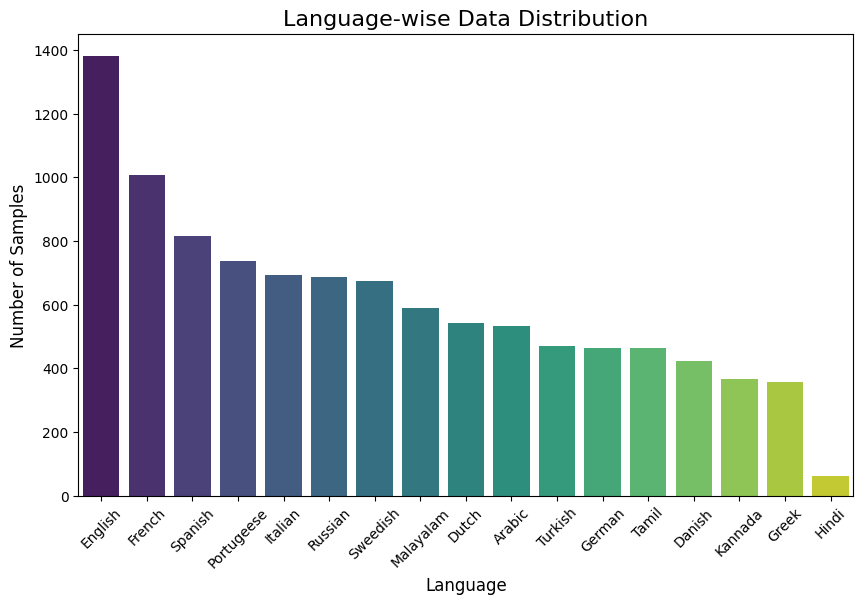 Language-wise Data Distribution
1400
1200
1000
800
600
400
200
0
Number of Samples
English
French
Spanish
Portugeese
Italian
Russian
Sweedish
Malayalam
Dutch
Arabic
Turkish
German
Tamil
Danish
Kannada
Greek
Hindi
Language